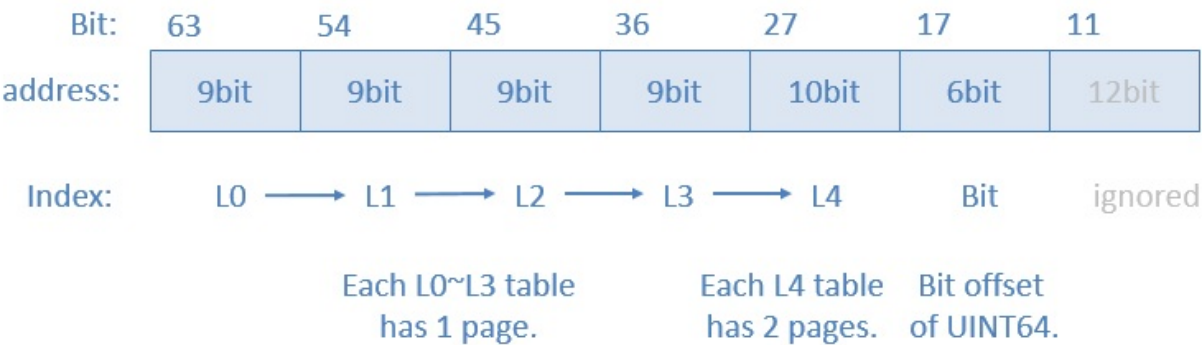 Bit: 63 54 45 36 27 17 11
address: 9bit 9bit 9bit 9bit 10bit 6bit 12bit
Index: L0 L1 L2 L3 L4 Bit ignored
Each L0~L3 table Each L4 table Bit offset
has 1 page. has 2 pages. of UINT64.